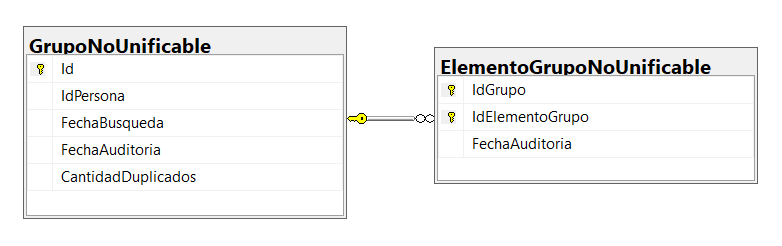 GrupoNoUnificable
Id
IdPersona
FechaBusqueda
FechaAuditoria
CantidadDuplicados
ElementoGrupoNoUnificable
IdGrupo
IdElementoGrupo
FechaAuditoria